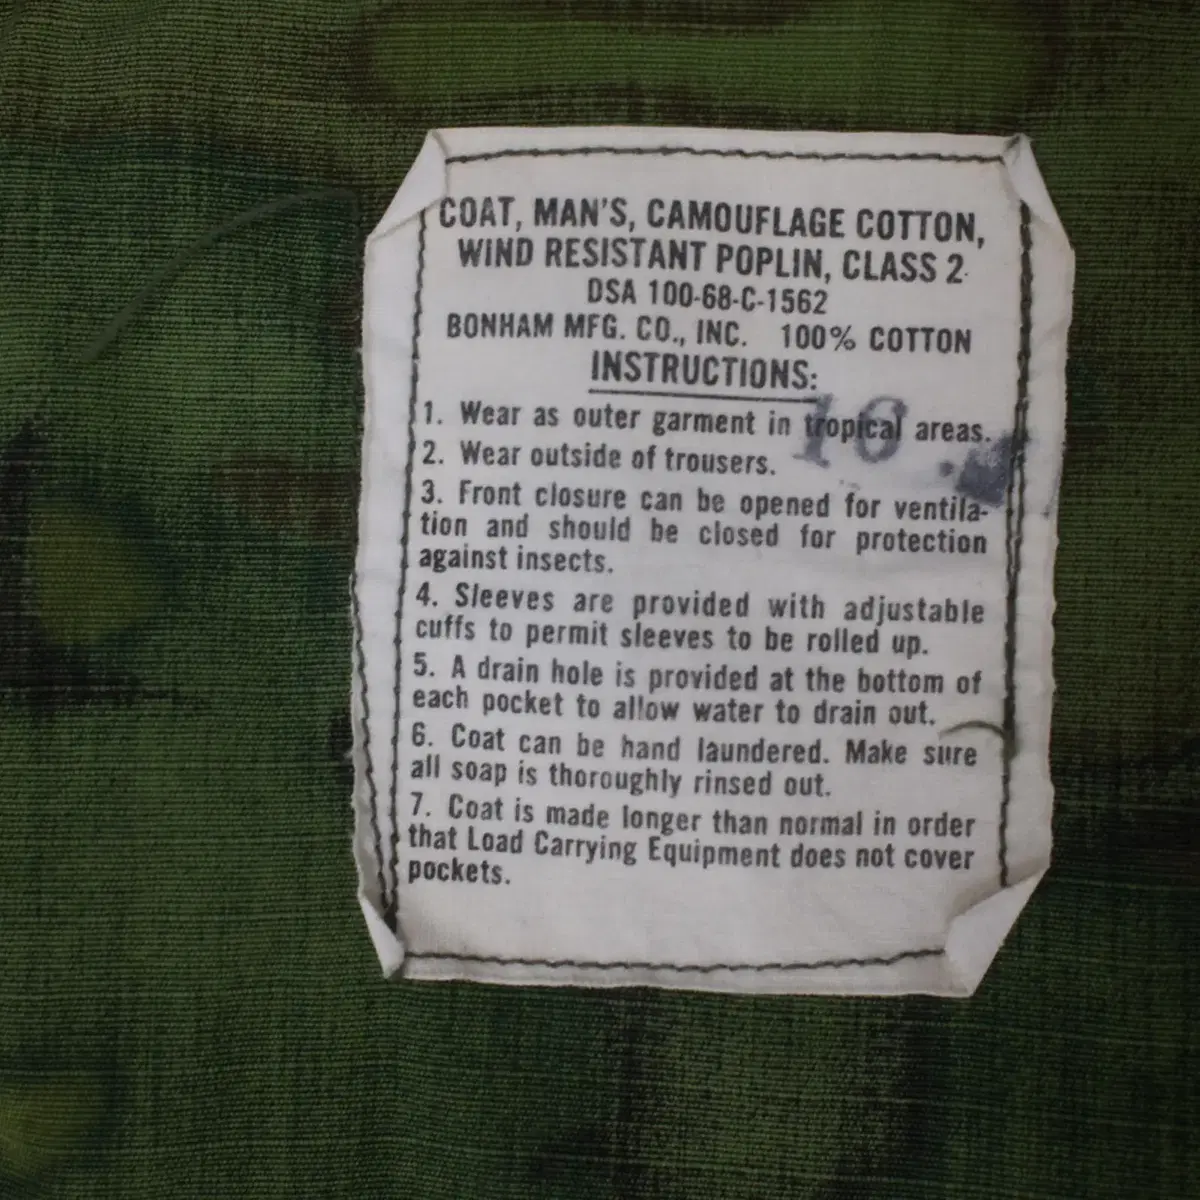 COAT, MAN'S, CAMOUFLAGE COTTON,
WIND RESISTANT POPLIN, CLASS 2
DSA 100-68-C-1562
BONHAM MFG. CO., INC. 100% COTTON
INSTRUCTIONS:
1. Wear as outer garment in tropical areas.
16
2. Wear outside of trousers.
3. Front closure can be opened for ventila-
tion and should be closed for protection
against insects.
4. Sleeves are provided with adjustable
cuffs to permit sleeves to be rolled up.
5. A drain hole is provided at the bottom of
each pocket to allow water to drain out.
6. Coat can be hand laundered. Make sure
all soap is thoroughly rinsed out.
7. Coat is made longer than normal in order
that Load Carrying Equipment does not cover
pockets.